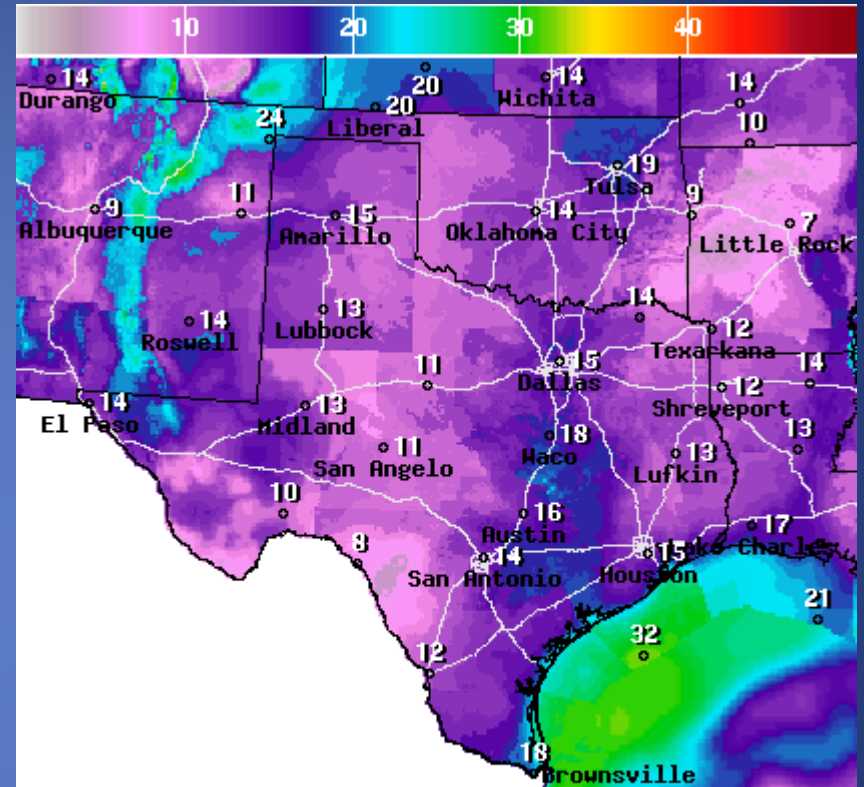 10 20 30 40
14
Durango
20
14
Wichita
14
20
Liberal
24
10
19
Tulsa
9
Albuquerque
11
15
Amarillo
14
Oklahoma City
9
7
Little Rock
14
Roswell
13
Lubbock
14
12
Texarkana
15
Dallas
11
12
Shreveport
14
14
El Paso
13
Midland
18
Waco
11
San Angelo
13
Lufkin
13
10
16
Austin
17
Lake Charles
8
14
San Antonio
15
Houston
21
32
12
18
Brownsville